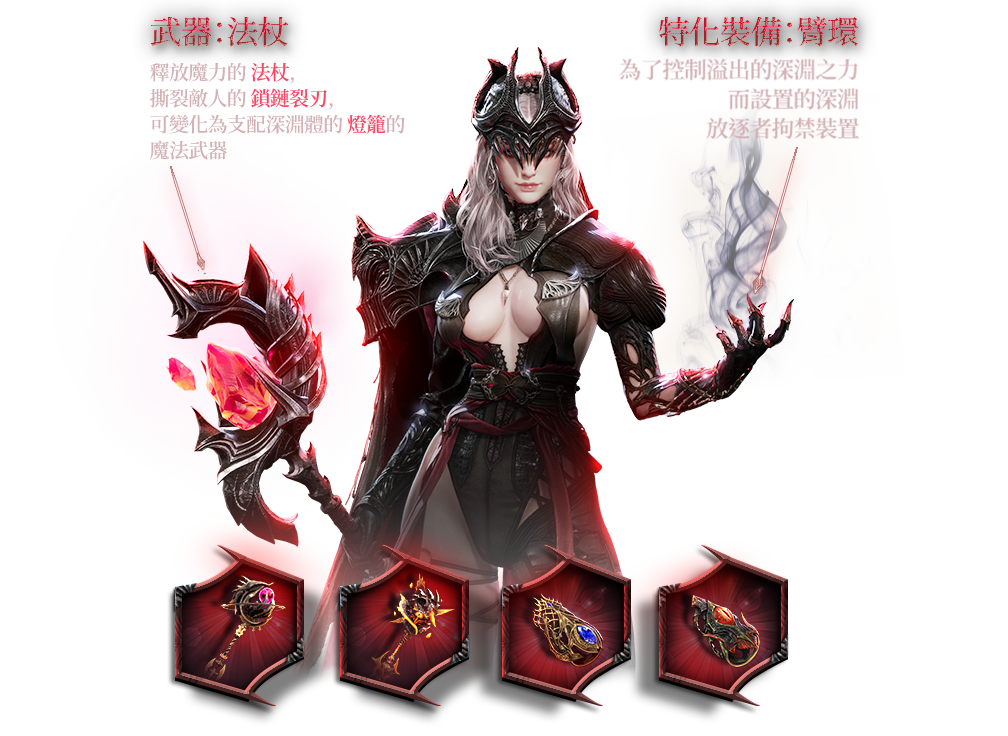 武器:法杖
釋放魔力的 法杖,
撕裂敵人的 鎖鏈裂刃,
可變化為支配深淵體的 燈籠的
魔法武器
特化裝備:臂環
為了控制溢出的深淵之力
而設置的深淵
放逐者拘禁裝置